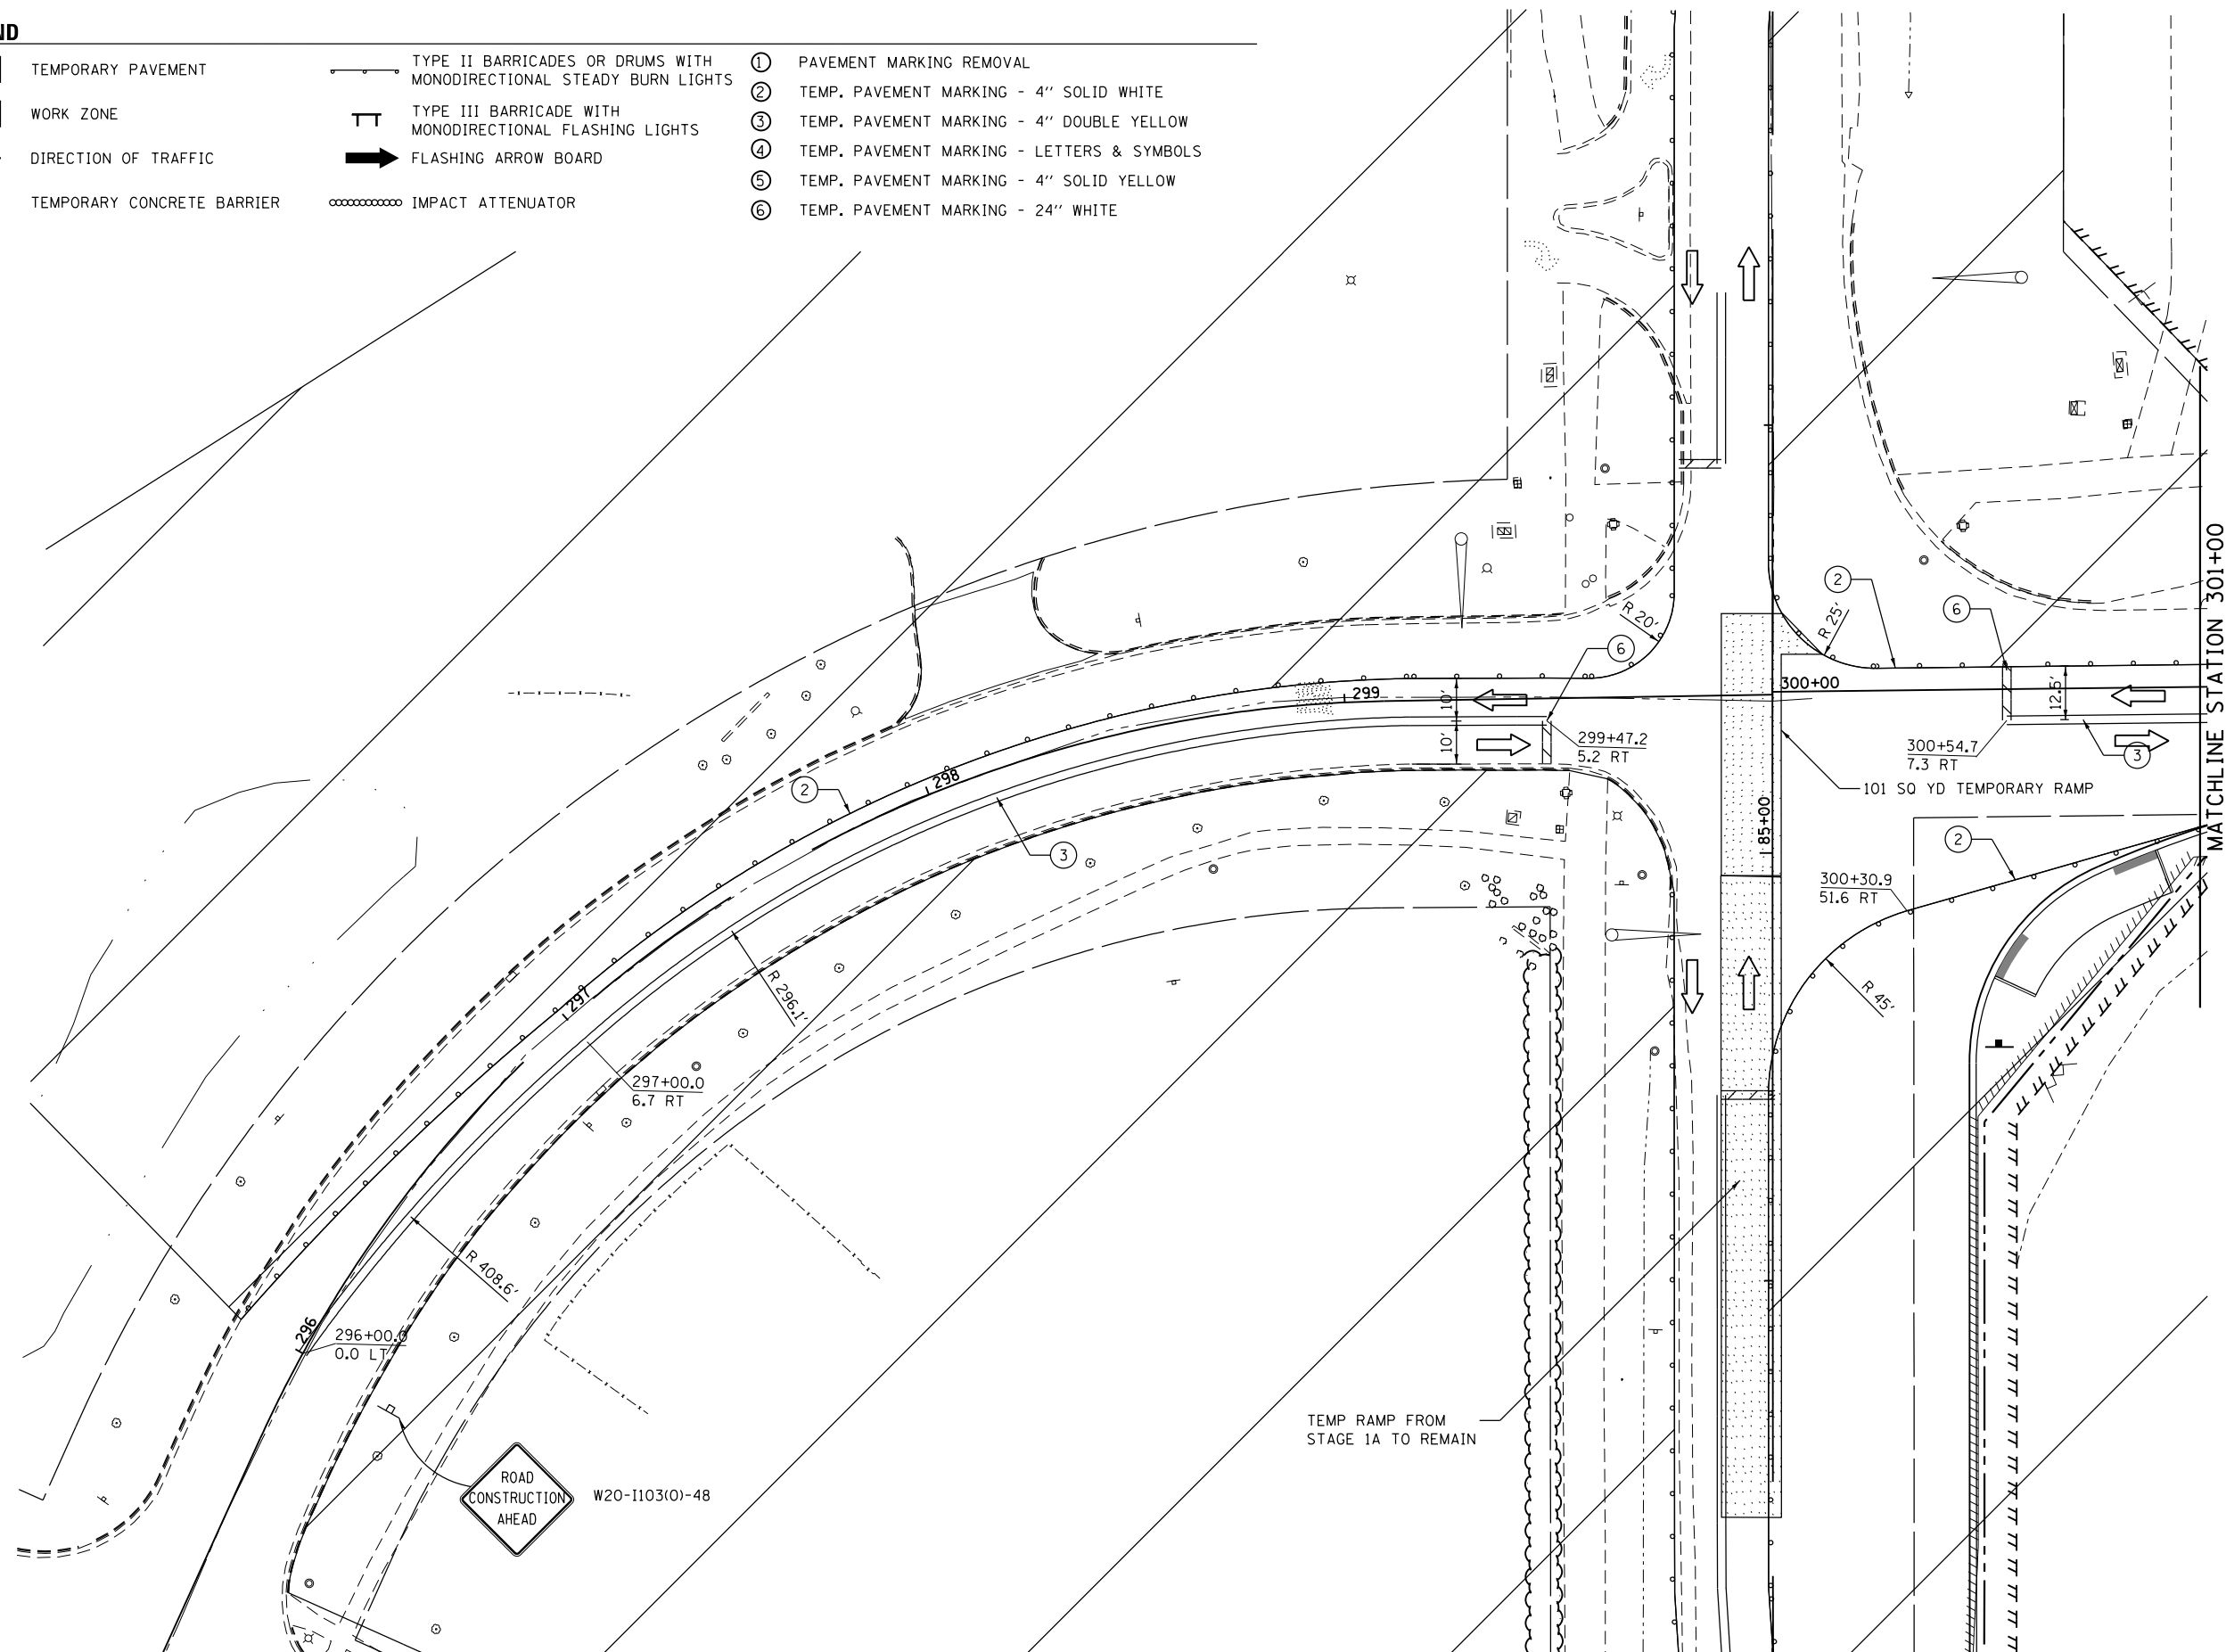 ND
TEMPORARY PAVEMENT
WORK ZONE
DIRECTION OF TRAFFIC
TEMPORARY CONCRETE BARRIER
TYPE II BARRICADES OR DRUMS WITH
MONODIRECTIONAL STEADY BURN LIGHTS
TYPE III BARRICADE WITH
MONODIRECTIONAL FLASHING LIGHTS
FLASHING ARROW BOARD
IMPACT ATTENUATOR
1 PAVEMENT MARKING REMOVAL
2 TEMP. PAVEMENT MARKING - 4'' SOLID WHITE
3 TEMP. PAVEMENT MARKING - 4'' DOUBLE YELLOW
4 TEMP. PAVEMENT MARKING - LETTERS & SYMBOLS
5 TEMP. PAVEMENT MARKING - 4'' SOLID YELLOW
6 TEMP. PAVEMENT MARKING - 24'' WHITE
2
6
R 20'
R 25'
6
MATCHLINE STATION 301+00
299
300+00
10'
10'
12.5'
299+47.2
5.2 RT
300+54.7
7.3 RT
3
298
2
101 SQ YD TEMPORARY RAMP
185+00
3
2
300+30.9
51.6 RT
297
R 296.1'
R 45'
297+00.0
6.7 RT
R 408.6'
296
296+00.0
0.0 LT
TEMP RAMP FROM
STAGE 1A TO REMAIN
ROAD
CONSTRUCTION
AHEAD
W20-I103(0)-48